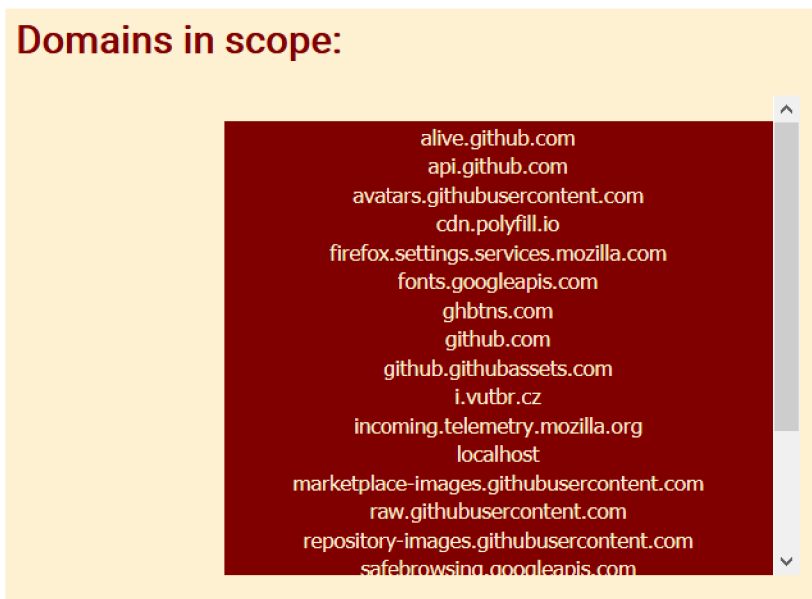 Domains in scope:
alive.github.com
api.github.com
avatars.githubusercontent.com
cdn.polyfill.io
firefox.settings.services.mozilla.com
fonts.googleapis.com
ghbtns.com
github.com
github.githubassets.com
i.vutbr.cz
incoming.telemetry.mozilla.org
localhost
marketplace-images.githubusercontent.com
raw.githubusercontent.com
repository-images.githubusercontent.com
safebrowsing.googleapis.com